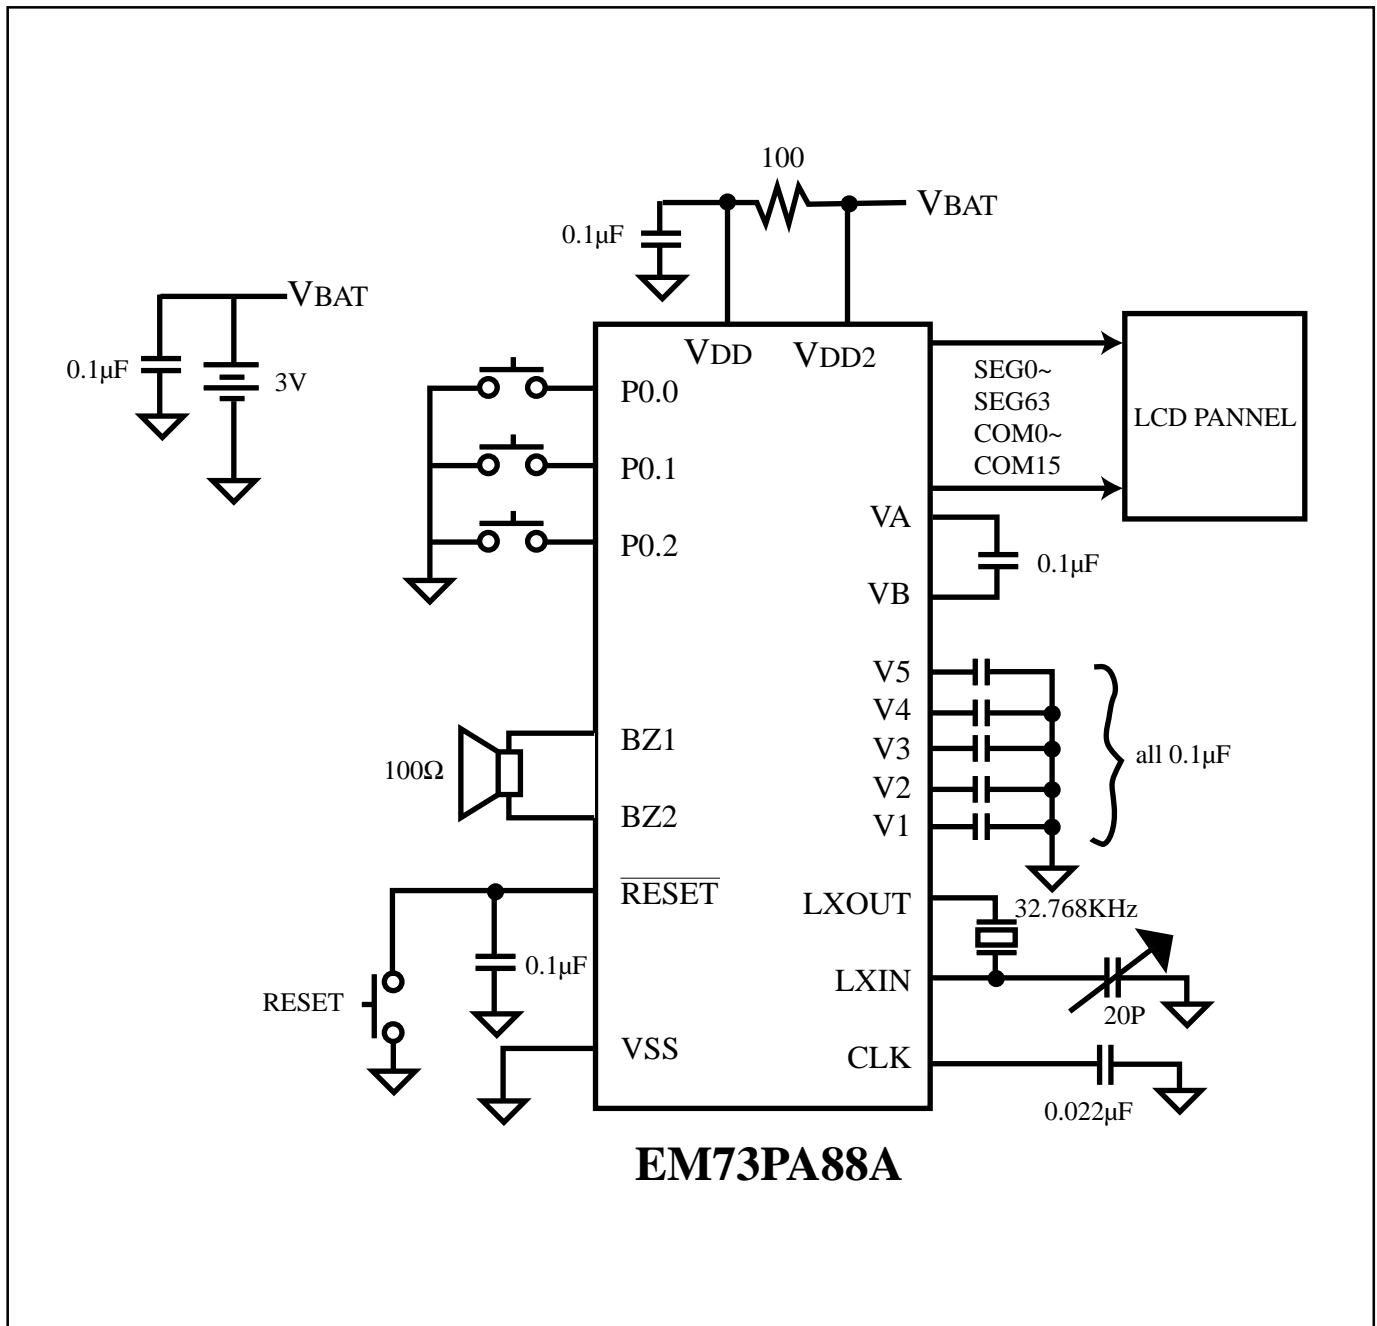 100
VBAT
0.1µF
VBAT
0.1µF
3V
VDD
VDD2
P0.0
P0.1
P0.2
SEG0~
SEG63
COM0~
COM15
LCD PANNEL
VA
0.1µF
VB
V5
V4
V3
V2
V1
all 0.1µF
BZ1
100Ω
BZ2
RESET
0.1µF
RESET
VSS
LXOUT
32.768KHz
LXIN
20P
CLK
0.022µF
EM73PA88A